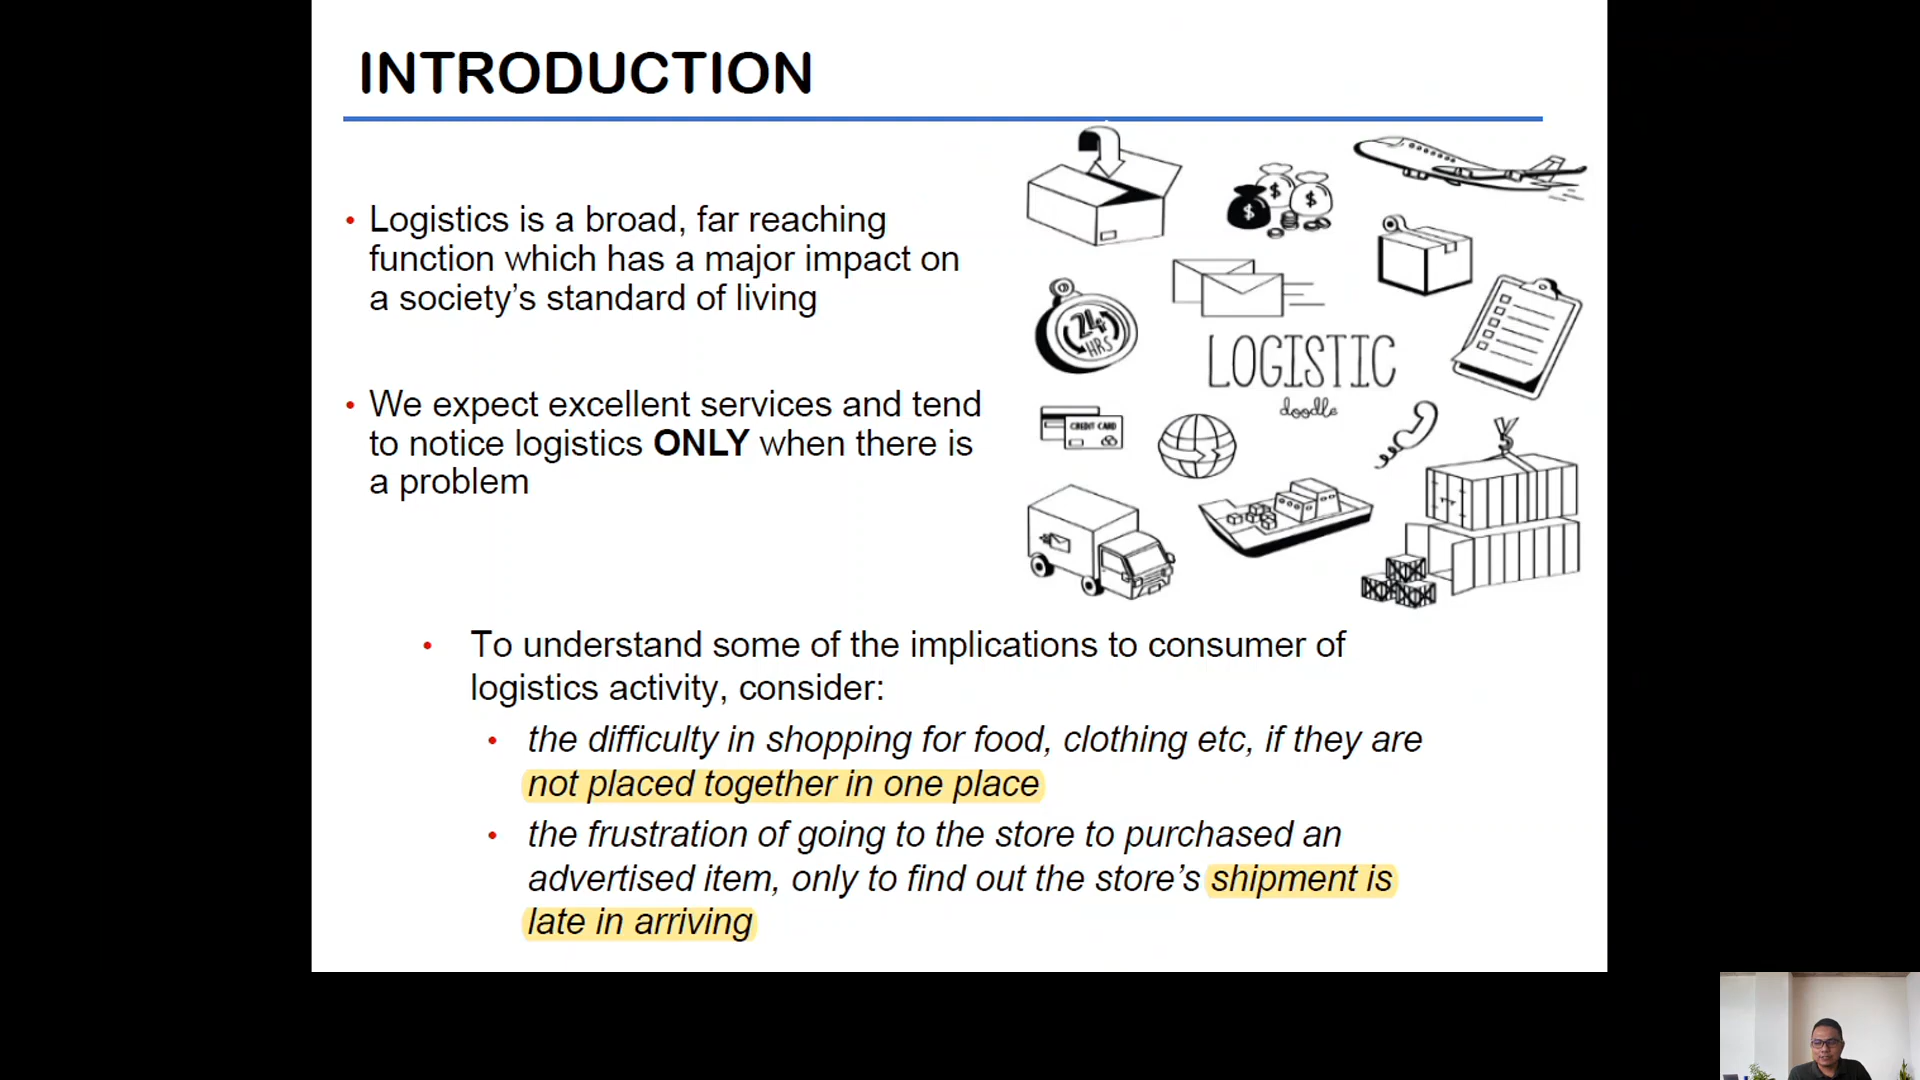 INTRODUCTION
• Logistics is a broad, far reaching
function which has a major impact on
a society’s standard of living
• We expect excellent services and tend
to notice logistics ONLY when there is
a problem
$
$
$
24
HRS
LOGISTIC
doodle
CREDIT CARD
• To understand some of the implications to consumer of
logistics activity, consider:
• the difficulty in shopping for food, clothing etc, if they are
not placed together in one place
• the frustration of going to the store to purchased an
advertised item, only to find out the store’s shipment is
late in arriving